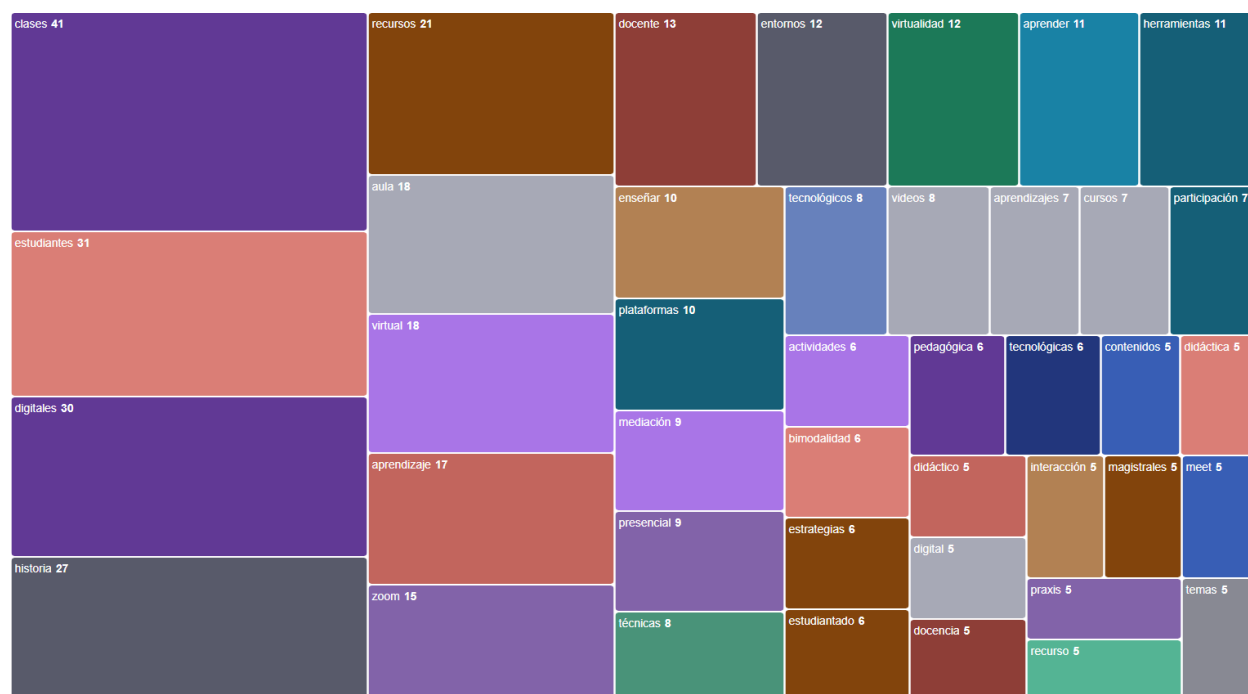 clases 41
estudiantes 31
digitales 30
historia 27
recursos 21
aula 18
virtual 18
aprendizaje 17
zoom 15
docente 13
entornos 12
virtualidad 12
aprender 11
herramientas 11
enseñar 10
plataformas 10
mediación 9
presencial 9
técnicas 8
tecnológicos 8
videos 8
aprendizajes 7
cursos 7
participación 7
actividades 6
bimodalidad 6
estrategias 6
estudiantado 6
pedagógica 6
tecnológicas 6
contenidos 5
didáctica 5
didáctico 5
digital 5
docencia 5
interacción 5
magistrales 5
meet 5
praxis 5
recurso 5
temas 5